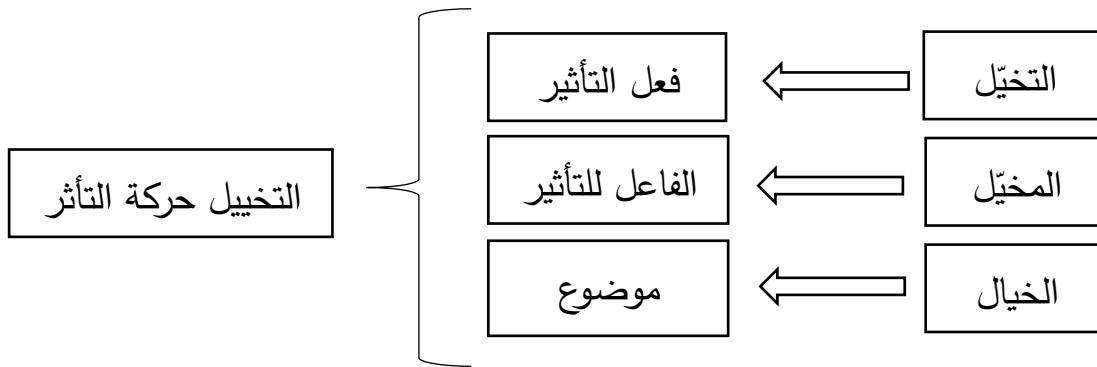 التخيّل
فعل التأثير
المخيّل
الفاعل للتأثير
الخيال
موضوع
التخييل حركة التأثر